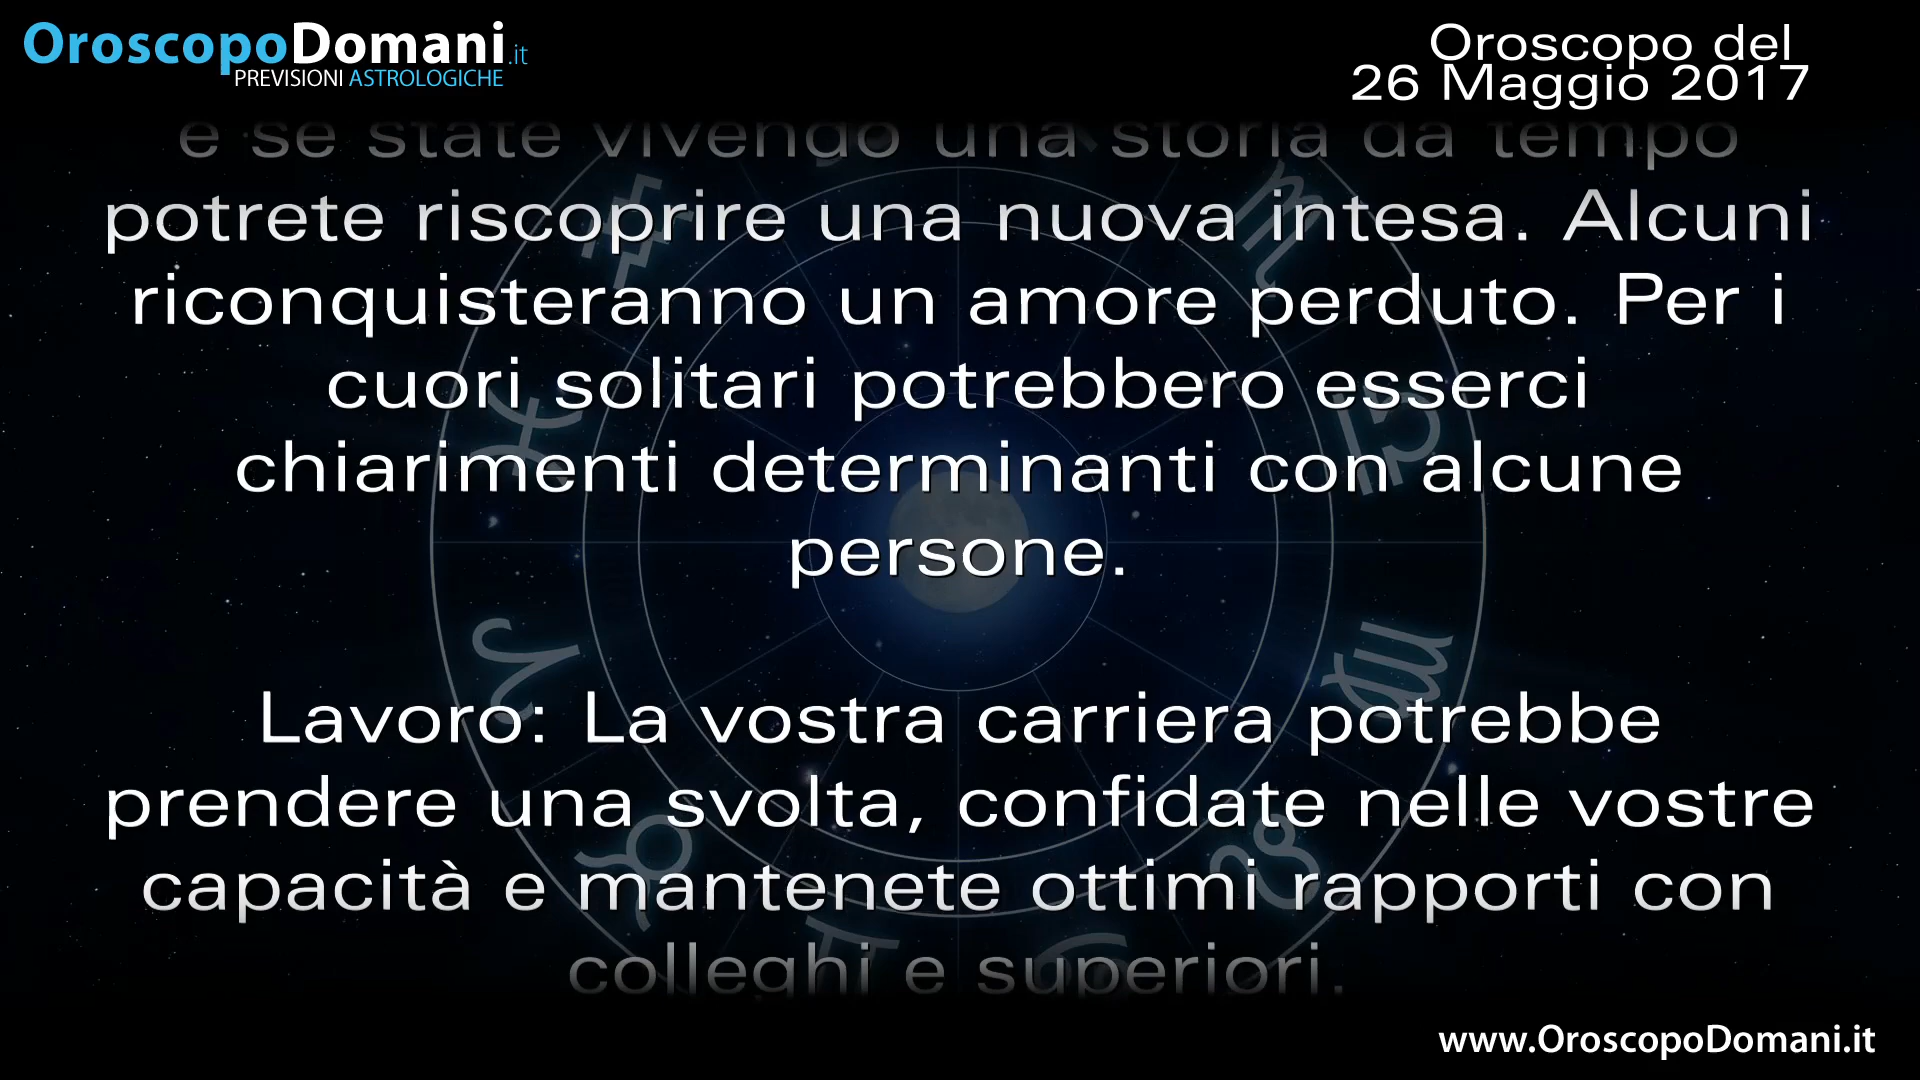 OroscopoDomani.it
PREVISIONI ASTROLOGICHE
Oroscopo del
26 Maggio 2017
e se state vivendo una storia da tempo
potrete riscoprire una nuova intesa. Alcuni
riconquisteranno un amore perduto. Per i
cuori solitari potrebbero esserci
chiarimenti determinanti con alcune
persone.
Lavoro: La vostra carriera potrebbe
prendere una svolta, confidate nelle vostre
capacità e mantenete ottimi rapporti con
colleghi e superiori.
www.OroscopoDomani.it